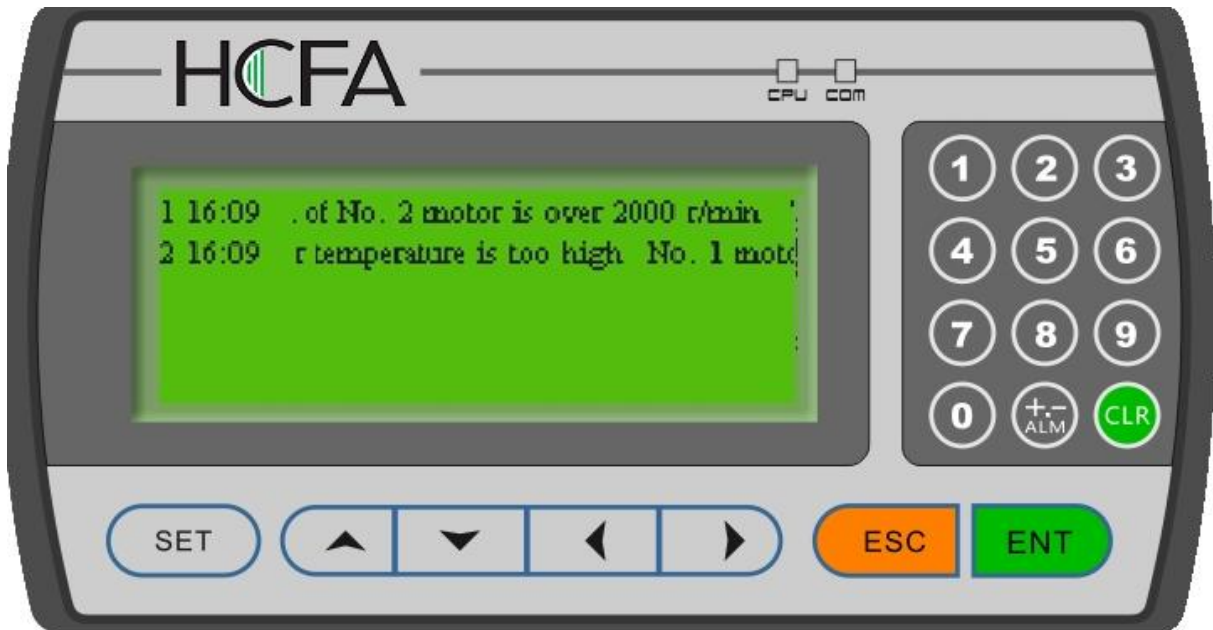 HCFA
CPU COM
1 16:09 . of No. 2 motor is over 2000 r/min
2 16:09 r temperature is too high No. 1 moto
1 2 3
4 5 6
7 8 9
0 +.- ALM CLR
SET ESC ENT